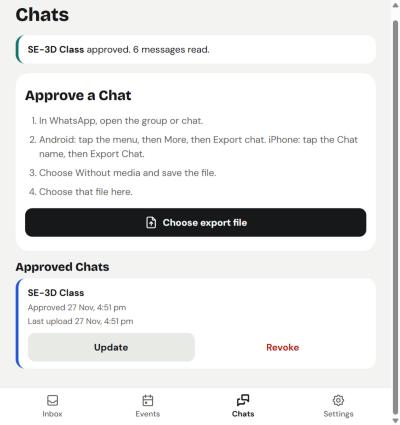 Chats
SE-3D Class approved. 6 messages read.
Approve a Chat
1. In WhatsApp, open the group or chat.
2. Android: tap the menu, then More, then Export chat. iPhone: tap the Chat
name, then Export Chat.
3. Choose Without media and save the file.
4. Choose that file here.
Choose export file
Approved Chats
SE-3D Class
Approved 27 Nov, 4:51 pm
Last upload 27 Nov, 4:51 pm
Update Revoke
Inbox Events Chats Settings